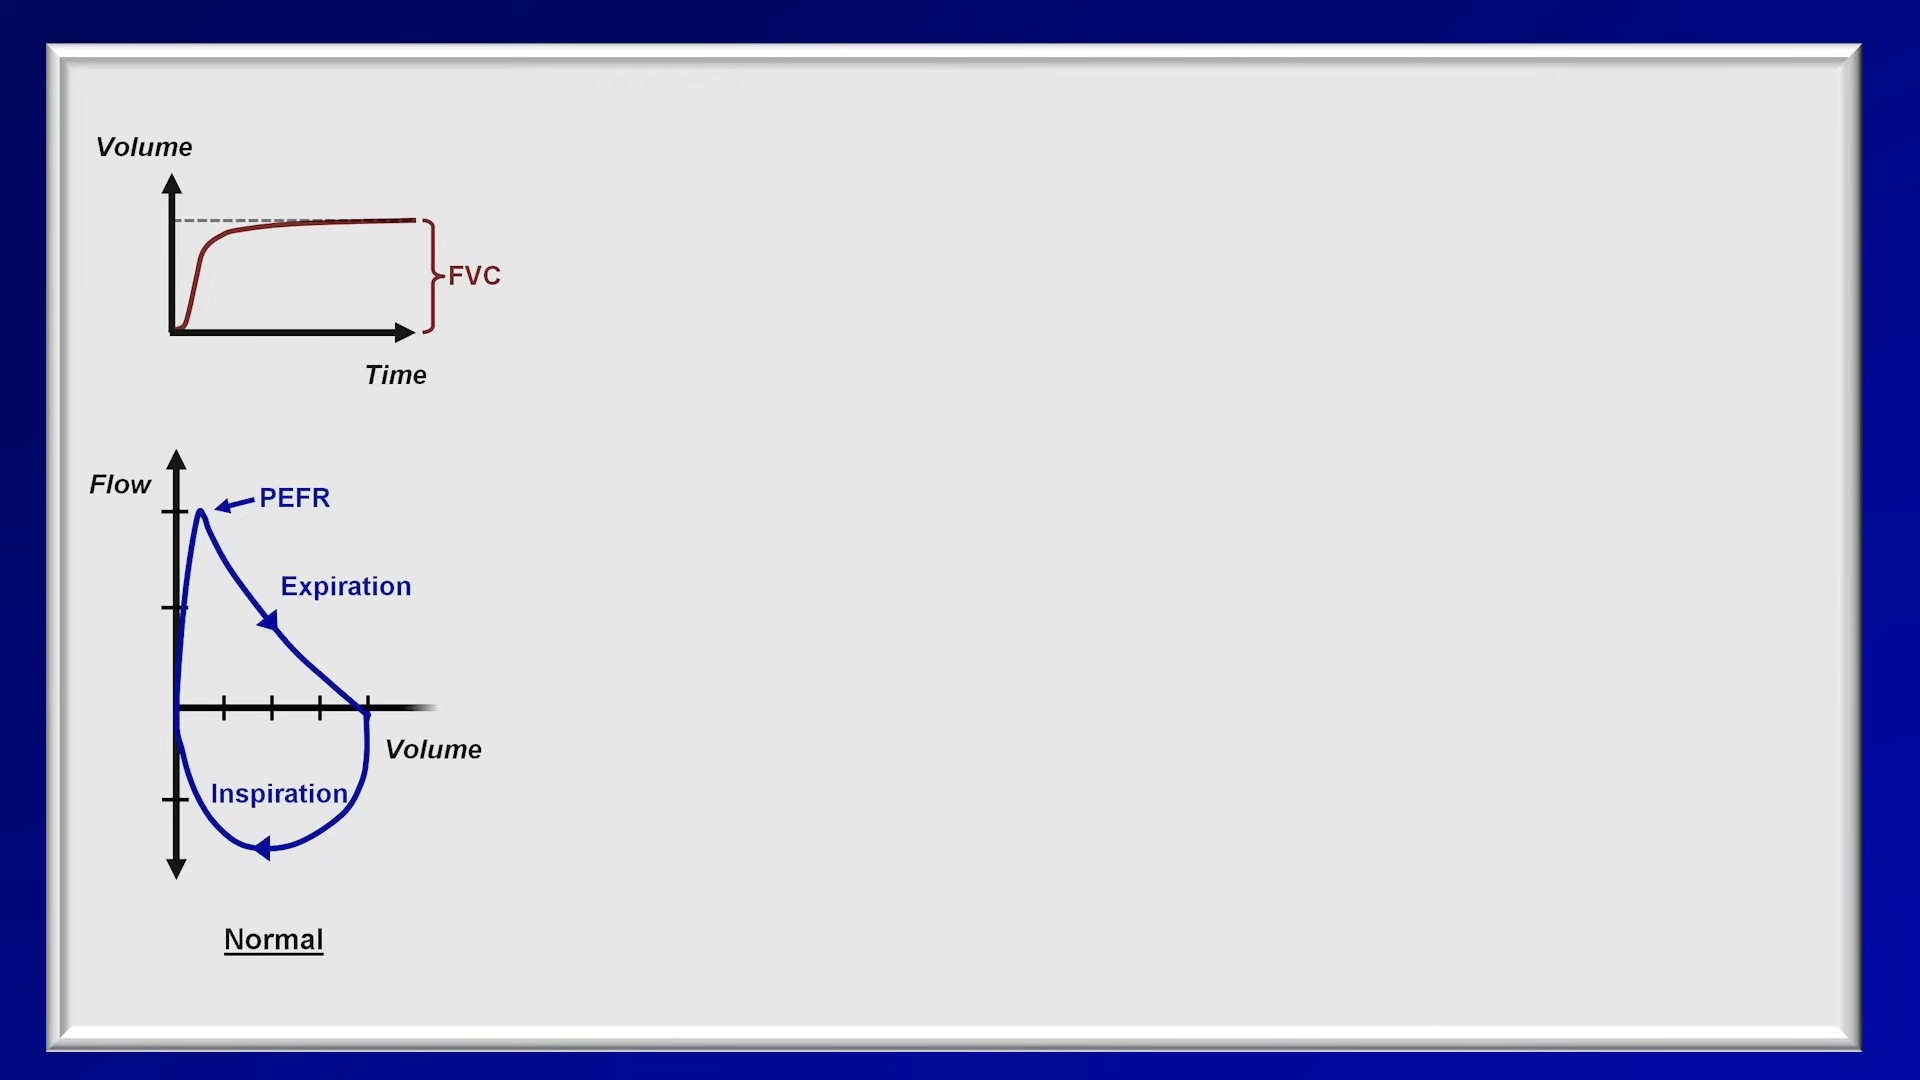 Volume
FVC
Time
Flow
PEFR
Expiration
Volume
Inspiration
Normal